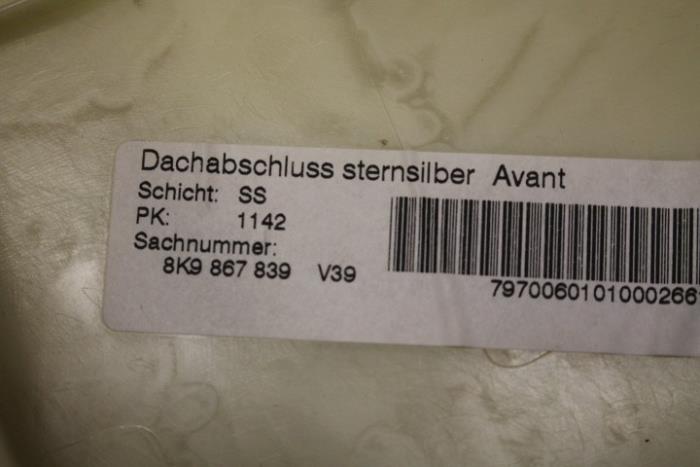 Dachabschluss sternsilber Avant
Schicht: SS
PK: 1142
Sachnummer:
8K9 867 839 V39
7970060101000266